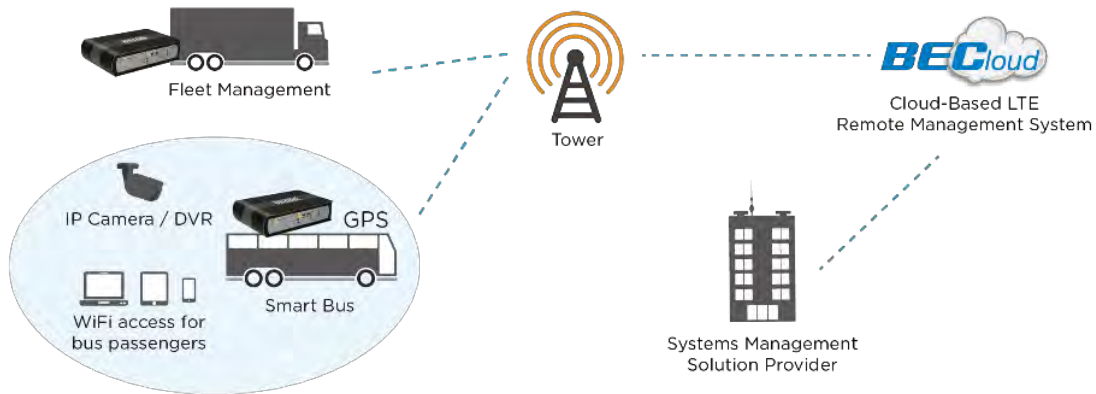 Fleet Management
Tower
BECloud
Cloud-Based LTE
Remote Management System
IP Camera / DVR
GPS
Smart Bus
WiFi access for
bus passengers
Systems Management
Solution Provider